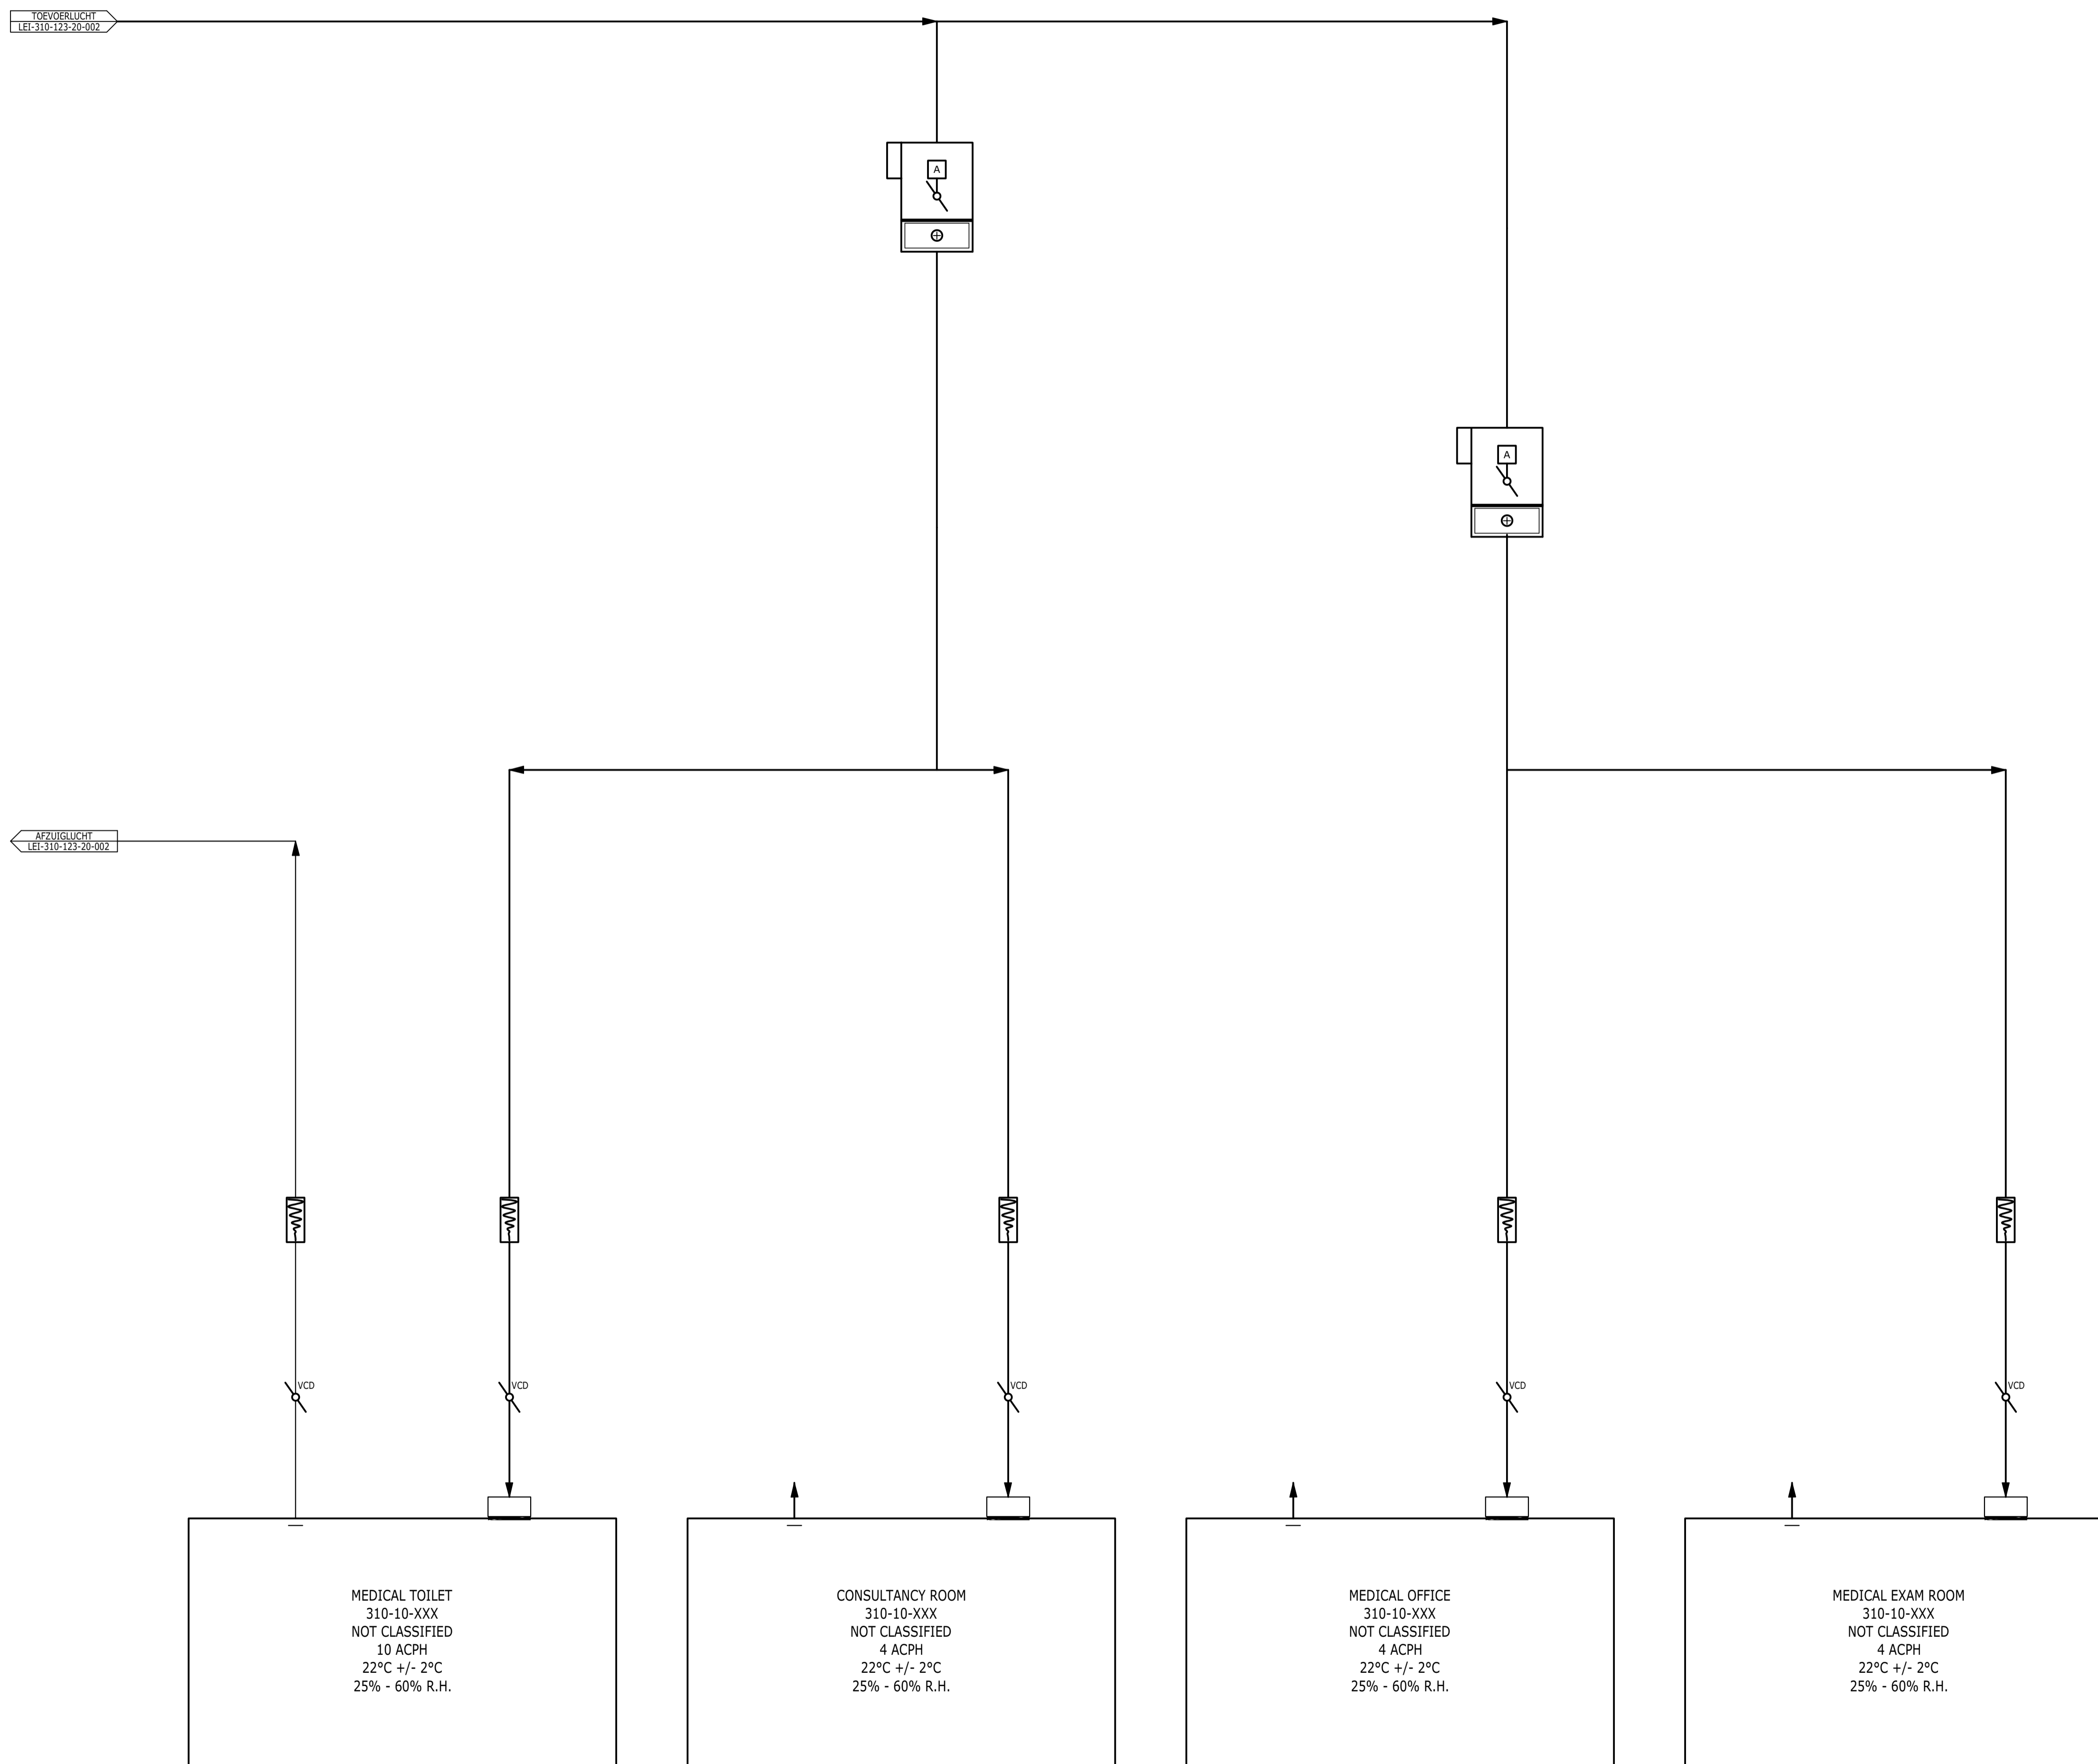 TOEVOERLUCHT
LEI-310-123-20-002
A
A
AFZUIGLUCHT
LEI-310-123-20-002
VCD
VCD
VCD
VCD
VCD
MEDICAL TOILET
310-10-XXX
NOT CLASSIFIED
10 ACPH
22°C +/- 2°C
25% - 60% R.H.
CONSULTANCY ROOM
310-10-XXX
NOT CLASSIFIED
4 ACPH
22°C +/- 2°C
25% - 60% R.H.
MEDICAL OFFICE
310-10-XXX
NOT CLASSIFIED
4 ACPH
22°C +/- 2°C
25% - 60% R.H.
MEDICAL EXAM ROOM
310-10-XXX
NOT CLASSIFIED
4 ACPH
22°C +/- 2°C
25% - 60% R.H.